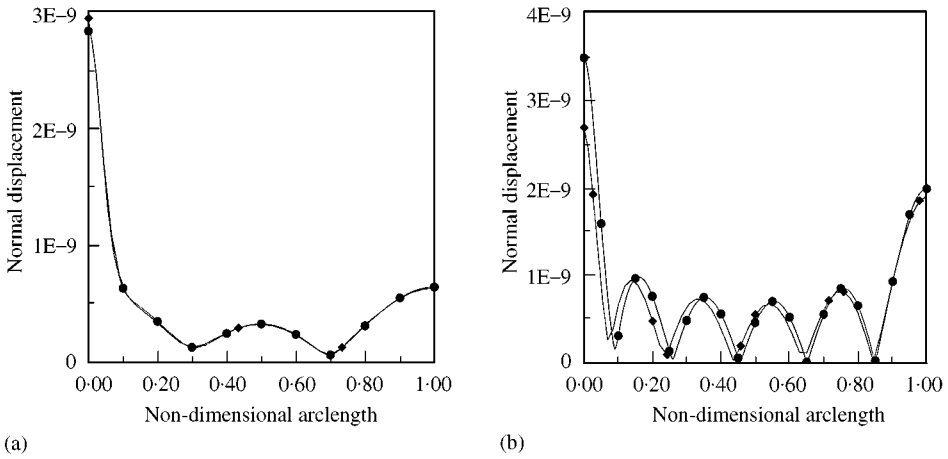 3E−9
2E−9
1E−9
0
Normal displacement
0·00 0·20 0·40 0·60 0·80 1·00
Non-dimensional arclength
(a)
4E−9
3E−9
2E−9
1E−9
0
Normal displacement
0·00 0·20 0·40 0·60 0·80 1·00
Non-dimensional arclength
(b)